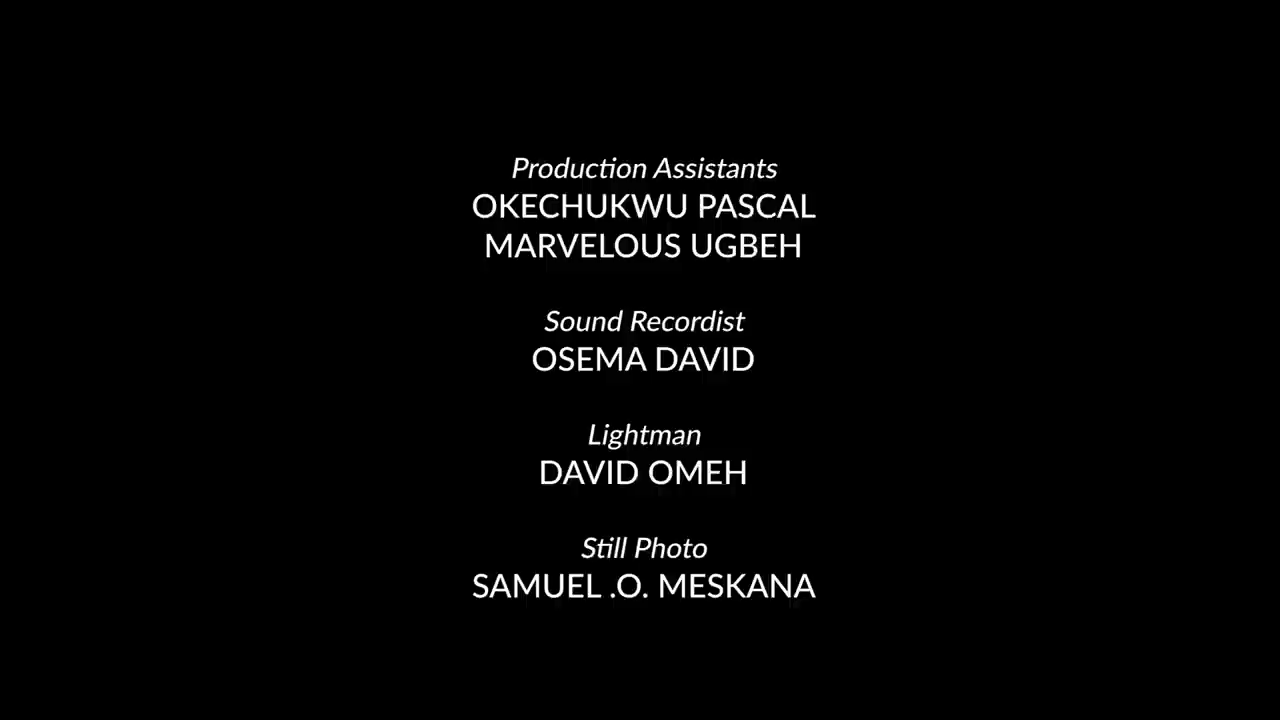 Production Assistants
OKECHUKWU PASCAL
MARVELOUS UGBEH
Sound Recordist
OSEMA DAVID
Lightman
DAVID OMEH
Still Photo
SAMUEL .O. MESKANA